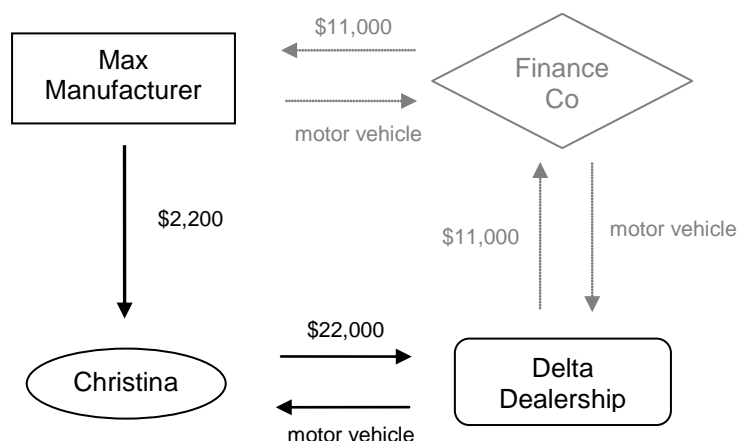 $11,000
Max
Manufacturer
Finance
Co
motor vehicle
$2,200
$11,000
motor vehicle
$22,000
Christina
Delta
Dealership
motor vehicle